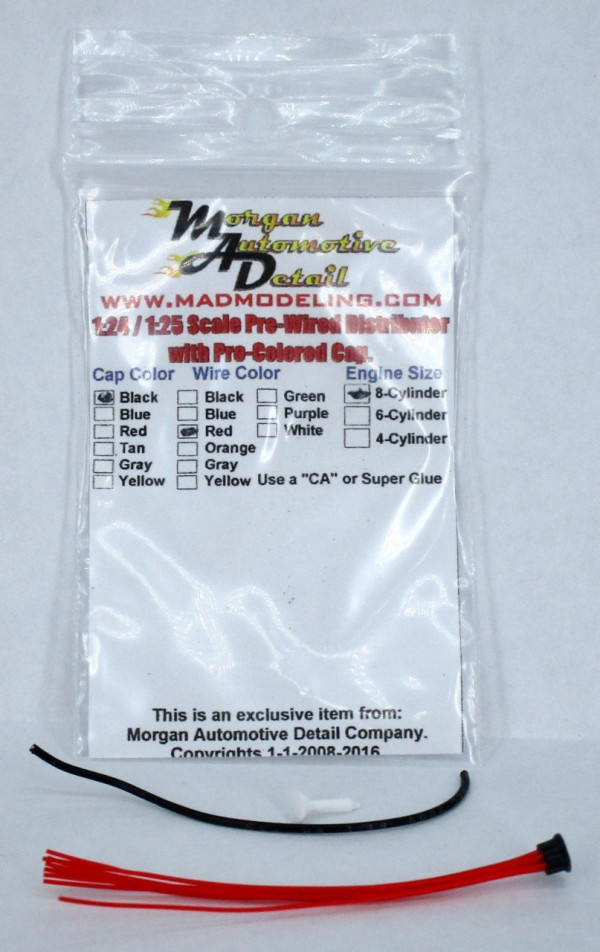 Morgan
Automotive
Detail
WWW.MADMODELING.COM
1:24 / 1:25 Scale Pre-Wired Distributor
with Pre-Colored Cap.
Cap Color Wire Color Engine Size
Black Black Green 8-Cylinder
Blue Blue Purple 6-Cylinder
Red Red White 4-Cylinder
Tan Orange
Gray Gray
Yellow Yellow Use a "CA" or Super Glue
This is an exclusive item from:
Morgan Automotive Detail Company.
Copyrights 1-1-2008-2016